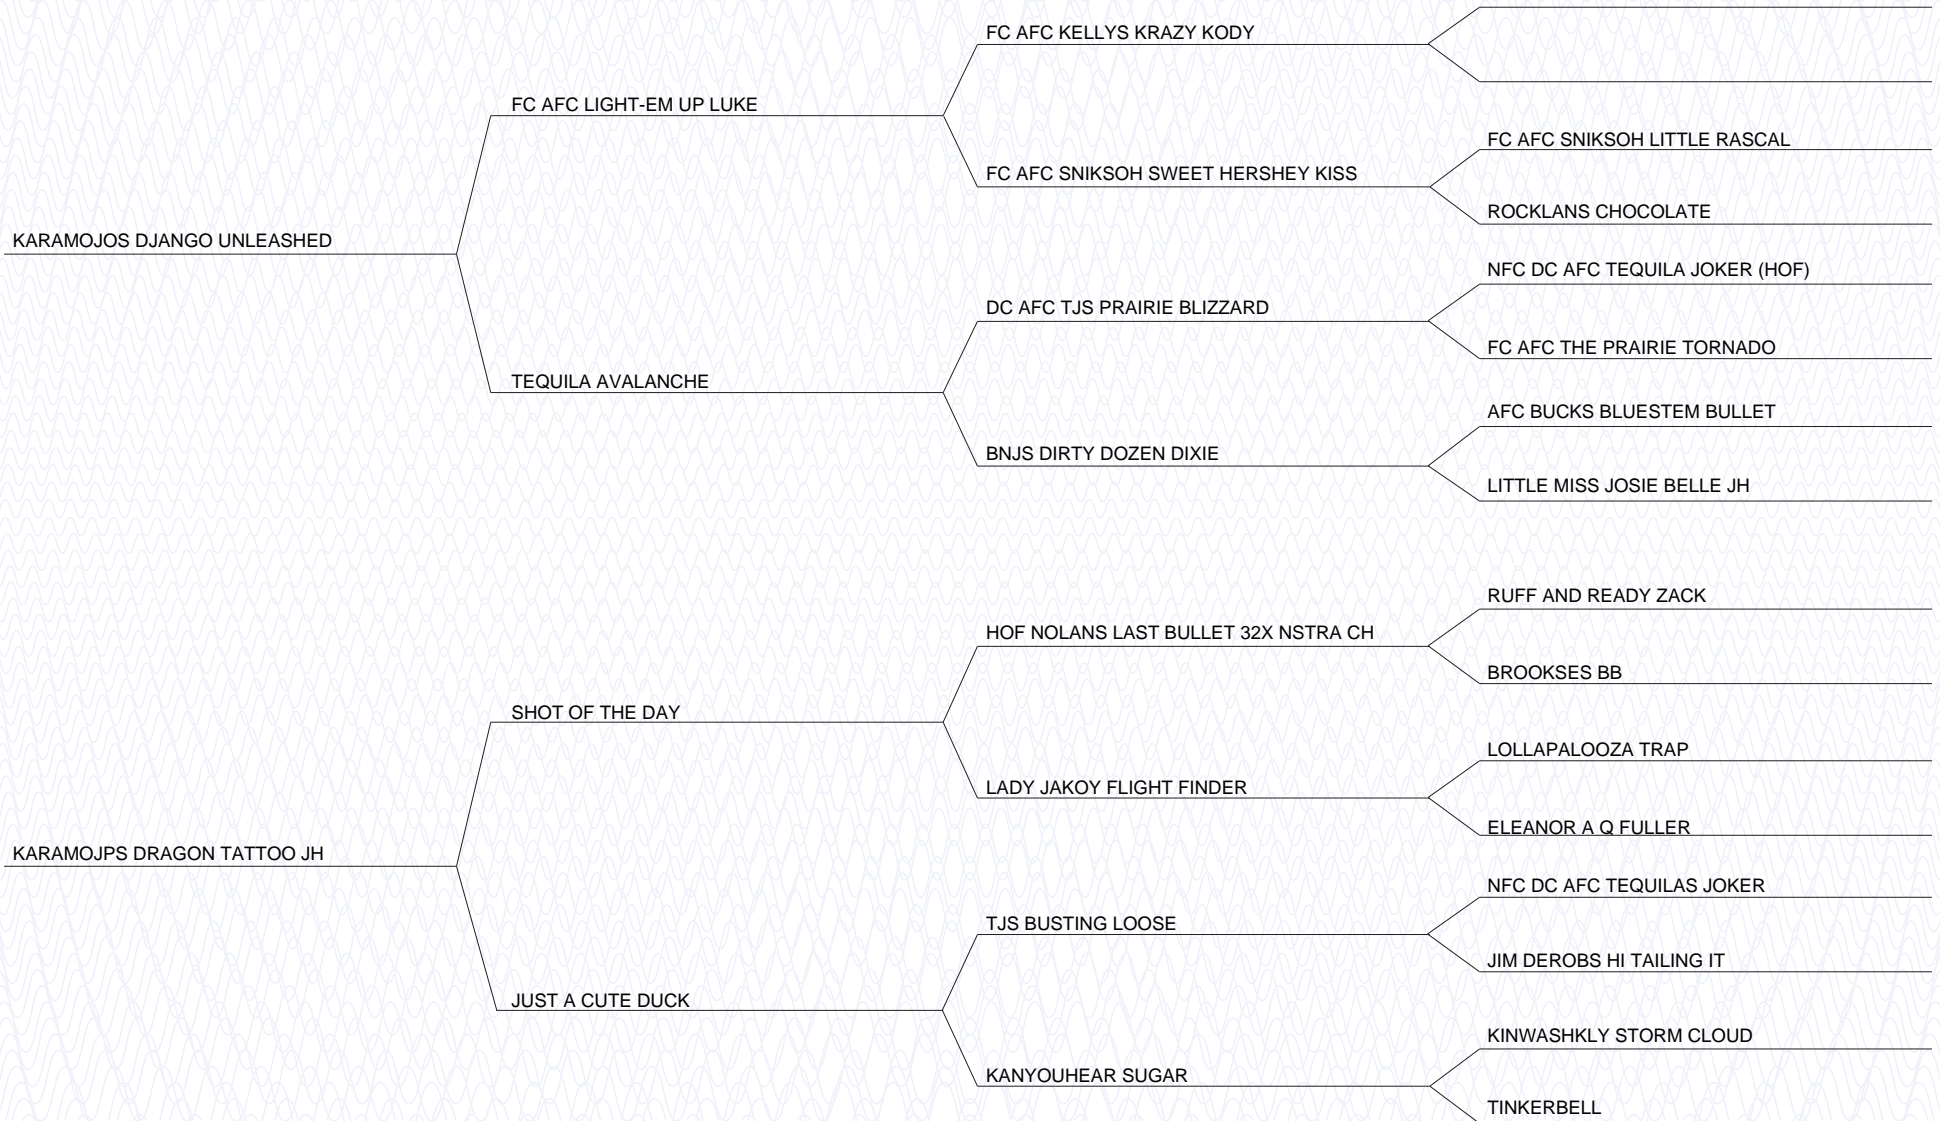 FC AFC KELLYS KRAZY KODY
FC AFC LIGHT-EM UP LUKE
FC AFC SNIKSOH LITTLE RASCAL
FC AFC SNIKSOH SWEET HERSHEY KISS
ROCKLANS CHOCOLATE
KARAMOJOS DJANGO UNLEASHED
NFC DC AFC TEQUILA JOKER (HOF)
DC AFC TJS PRAIRIE BLIZZARD
FC AFC THE PRAIRIE TORNADO
TEQUILA AVALANCHE
AFC BUCKS BLUESTEM BULLET
BNJS DIRTY DOZEN DIXIE
LITTLE MISS JOSIE BELLE JH
RUFF AND READY ZACK
HOF NOLANS LAST BULLET 32X NSTRA CH
BROOKSES BB
SHOT OF THE DAY
LOLLAPALOOZA TRAP
LADY JAKOY FLIGHT FINDER
ELEANOR A Q FULLER
KARAMOJPS DRAGON TATTOO JH
NFC DC AFC TEQUILAS JOKER
TJS BUSTING LOOSE
JIM DEROBS HI TAILING IT
JUST A CUTE DUCK
KINWASHKLY STORM CLOUD
KANYOUHEAR SUGAR
TINKERBELL